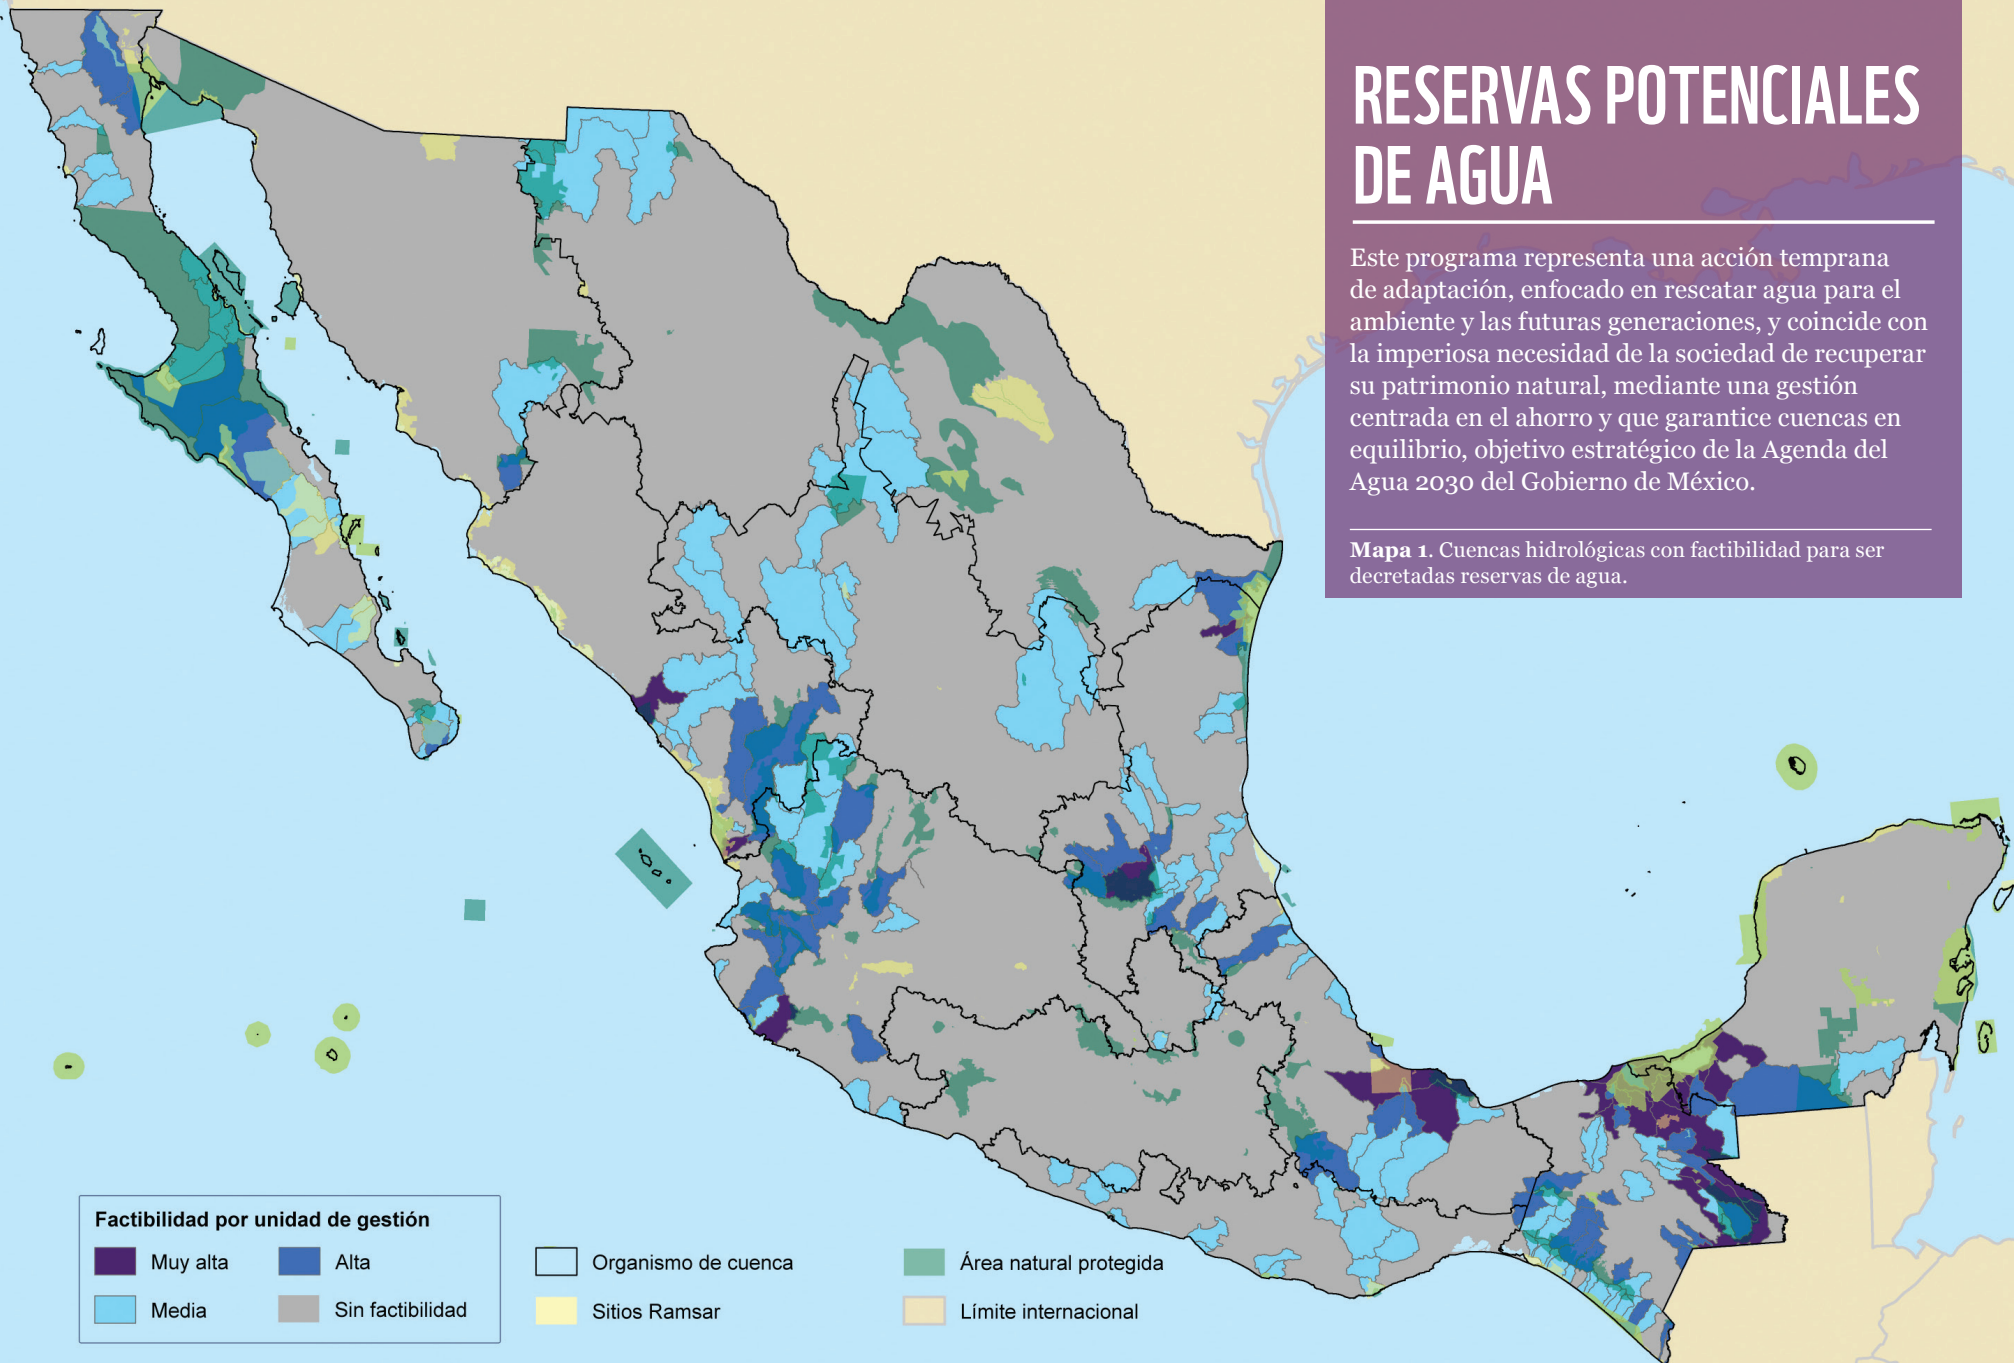 RESERVAS POTENCIALES
DE AGUA
Este programa representa una acción temprana
de adaptación, enfocado en rescatar agua para el
ambiente y las futuras generaciones, y coincide con
la imperiosa necesidad de la sociedad de recuperar
su patrimonio natural, mediante una gestión
centrada en el ahorro y que garantice cuencas en
equilibrio, objetivo estratégico de la Agenda del
Agua 2030 del Gobierno de México.
Mapa 1. Cuencas hidrológicas con factibilidad para ser
decretadas reservas de agua.
Factibilidad por unidad de gestión
Muy alta
Alta
Media
Sin factibilidad
Organismo de cuenca
Área natural protegida
Sitios Ramsar
Límite internacional